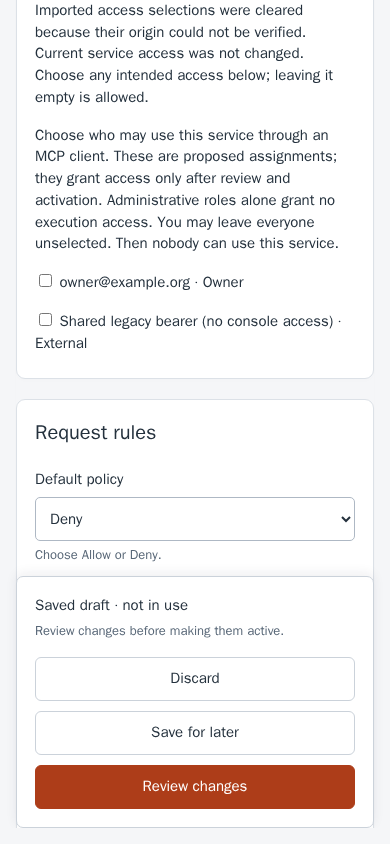 Imported access selections were cleared
because their origin could not be verified.
Current service access was not changed.
Choose any intended access below; leaving it
empty is allowed.
Choose who may use this service through an
MCP client. These are proposed assignments;
they grant access only after review and
activation. Administrative roles alone grant no
execution access. You may leave everyone
unselected. Then nobody can use this service.
owner@example.org · Owner
Shared legacy bearer (no console access) ·
External
Request rules
Default policy
Deny
Choose Allow or Deny.
Saved draft · not in use
Review changes before making them active.
Discard
Save for later
Review changes